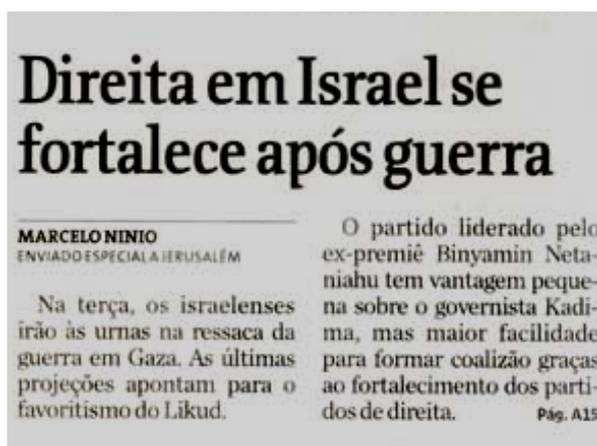 Direita em Israel se
fortalece após guerra
MARCELO NINIO
ENVIADO ESPECIAL A JERUSALÉM
Na terça, os israelenses
irão às urnas na ressaca da
guerra em Gaza. As últimas
projeções apontam para o
favoritismo do Likud.
O partido liderado pelo
ex-premiê Binyamin Neta-
niahu tem vantagem peque-
na sobre o governista Kadi-
ma, mas maior facilidade
para formar coalizão graças
ao fortalecimento dos parti-
dos de direita. Pág. A15